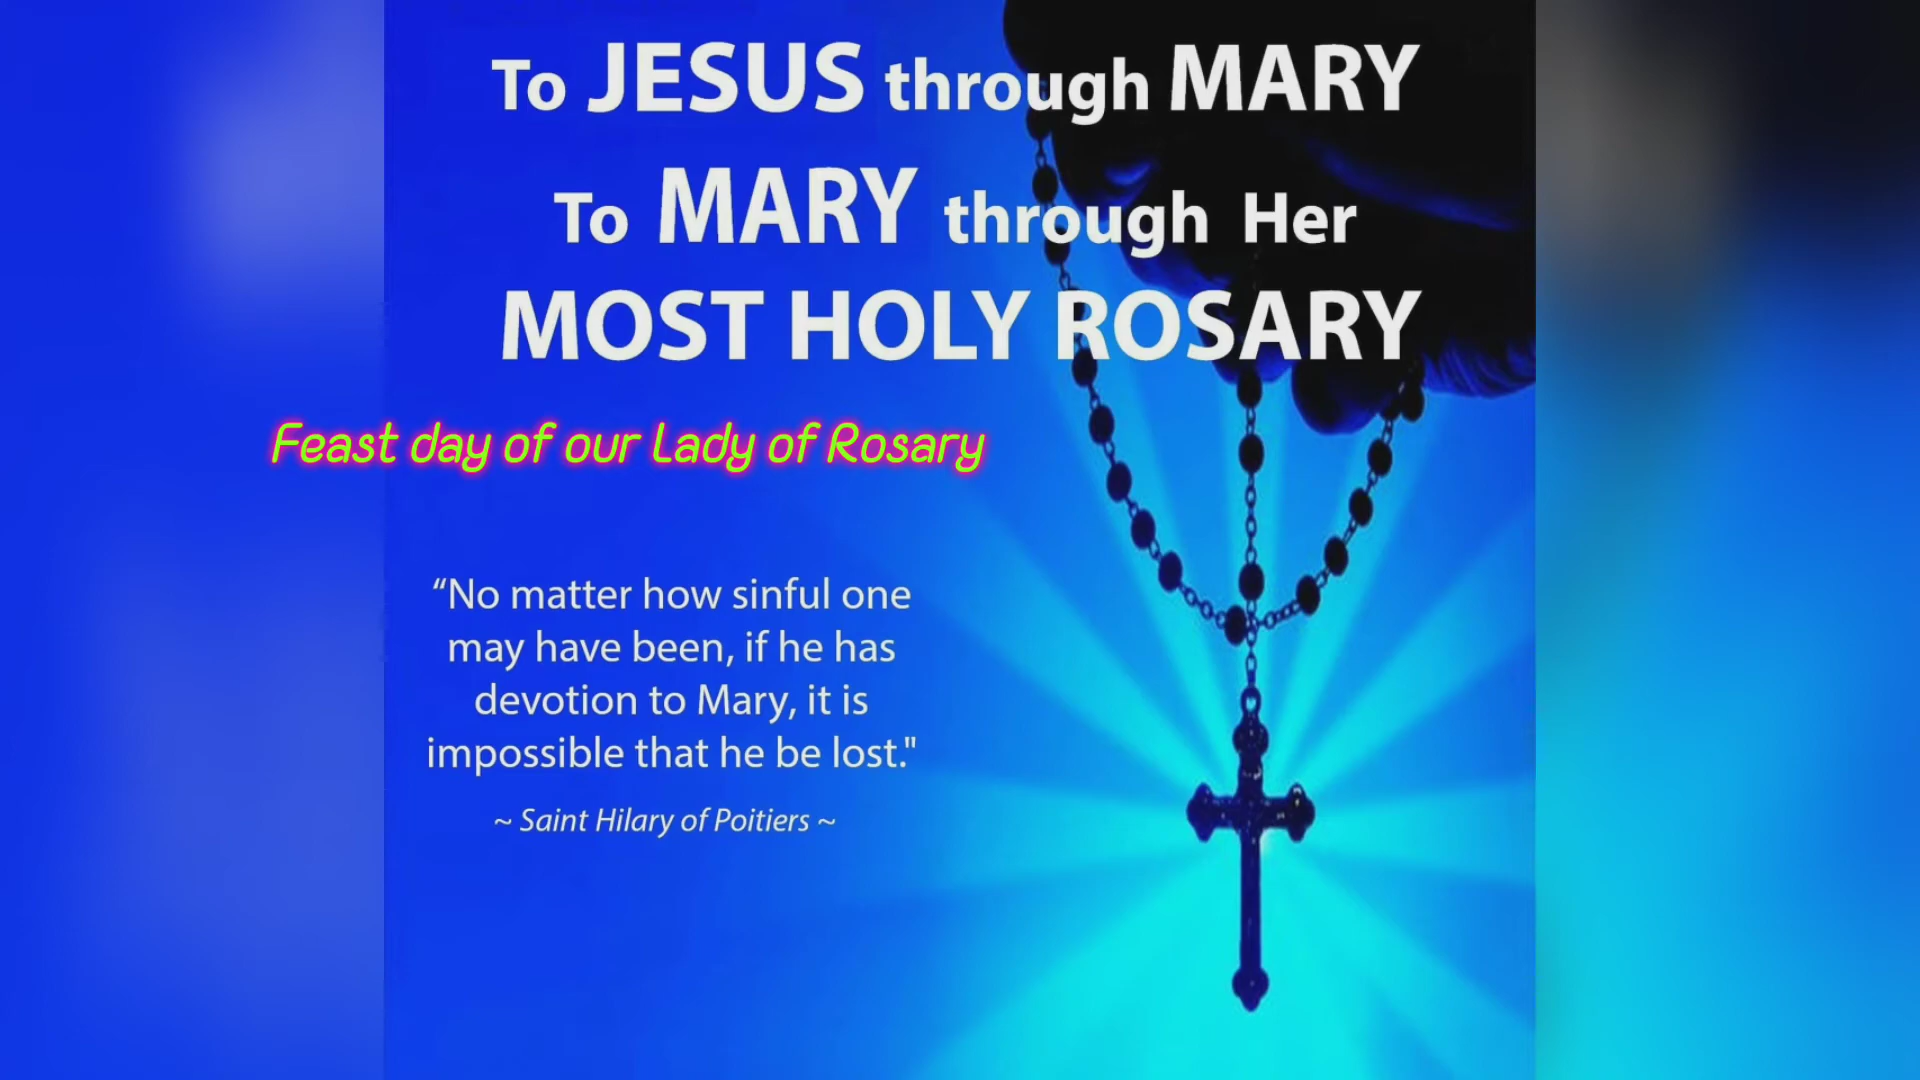 To JESUS through MARY
To MARY through Her
MOST HOLY ROSARY
Feast day of our Lady of Rosary
“No matter how sinful one
may have been, if he has
devotion to Mary, it is
impossible that he be lost."
~ Saint Hilary of Poitiers ~